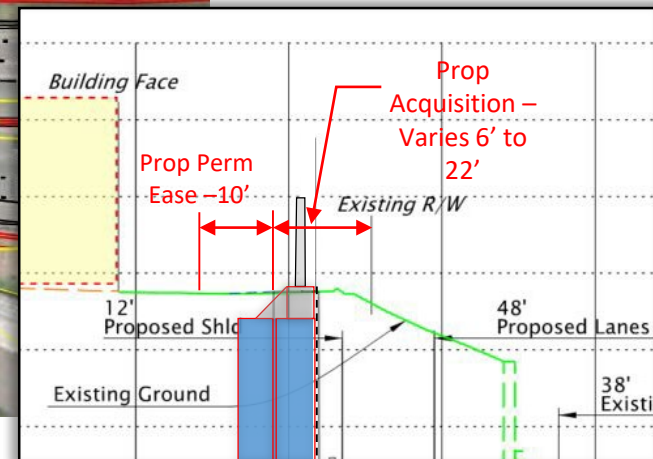 Building Face
Prop
Acquisition –
Varies 6’ to
22’
Prop Perm
Ease –10’
Existing R/W
12'
Proposed Shld
48'
Proposed Lanes
Existing Ground
38'